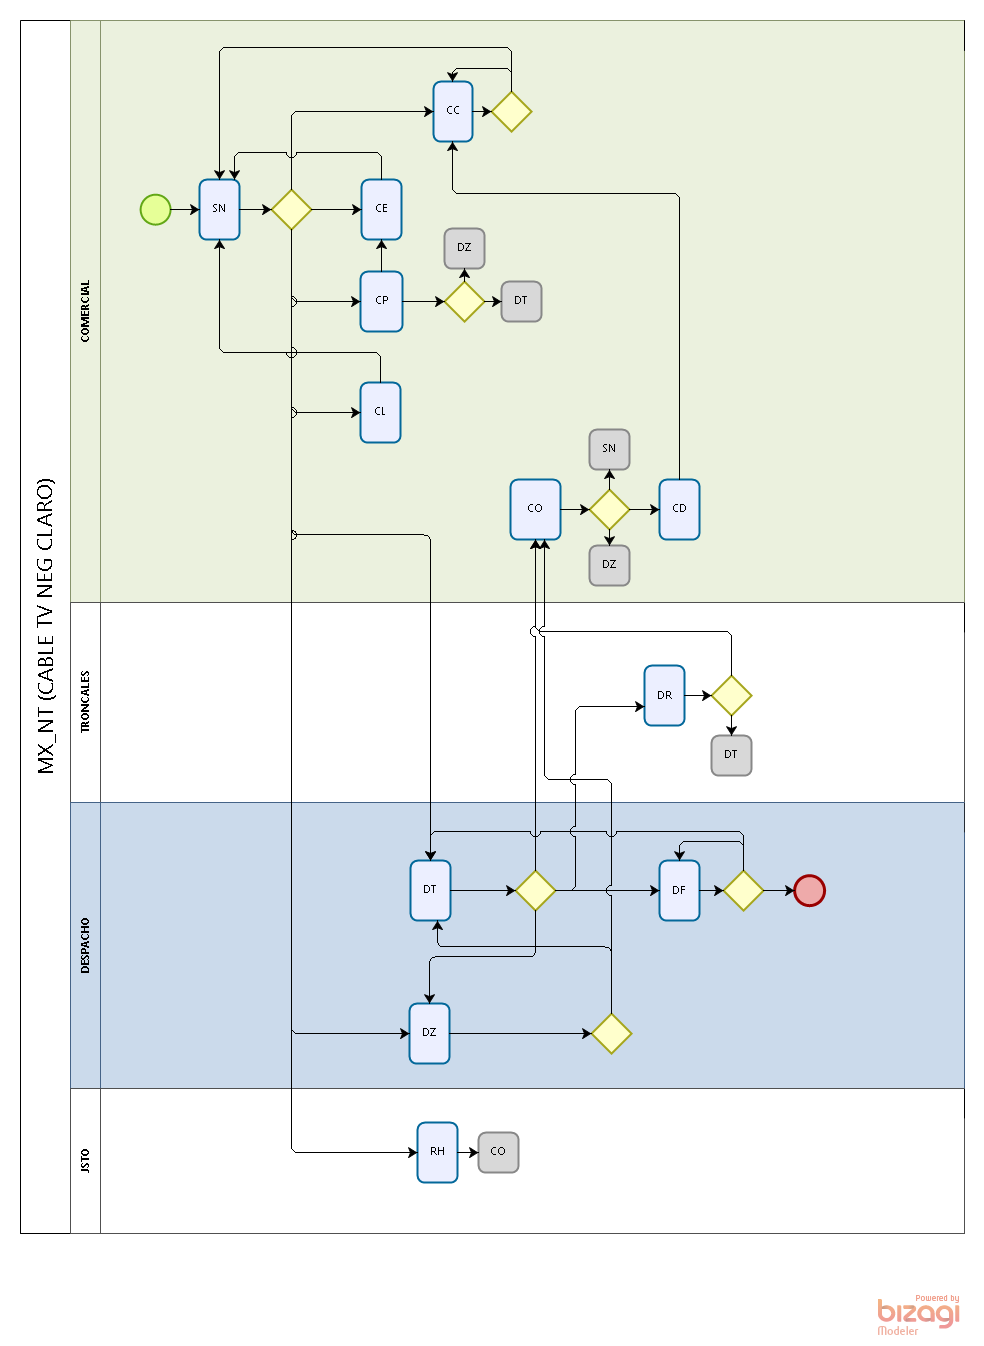 MX_NT (CABLE TV NEG CLARO)
COMERCIAL
CC
SN
CE
DZ
CP
DT
CL
SN
CO
CD
DZ
TRONCALES
DR
DT
DESPACHO
DT
DF
DZ
JSTO
RH
CO
Powered by
bizagi
Modeler